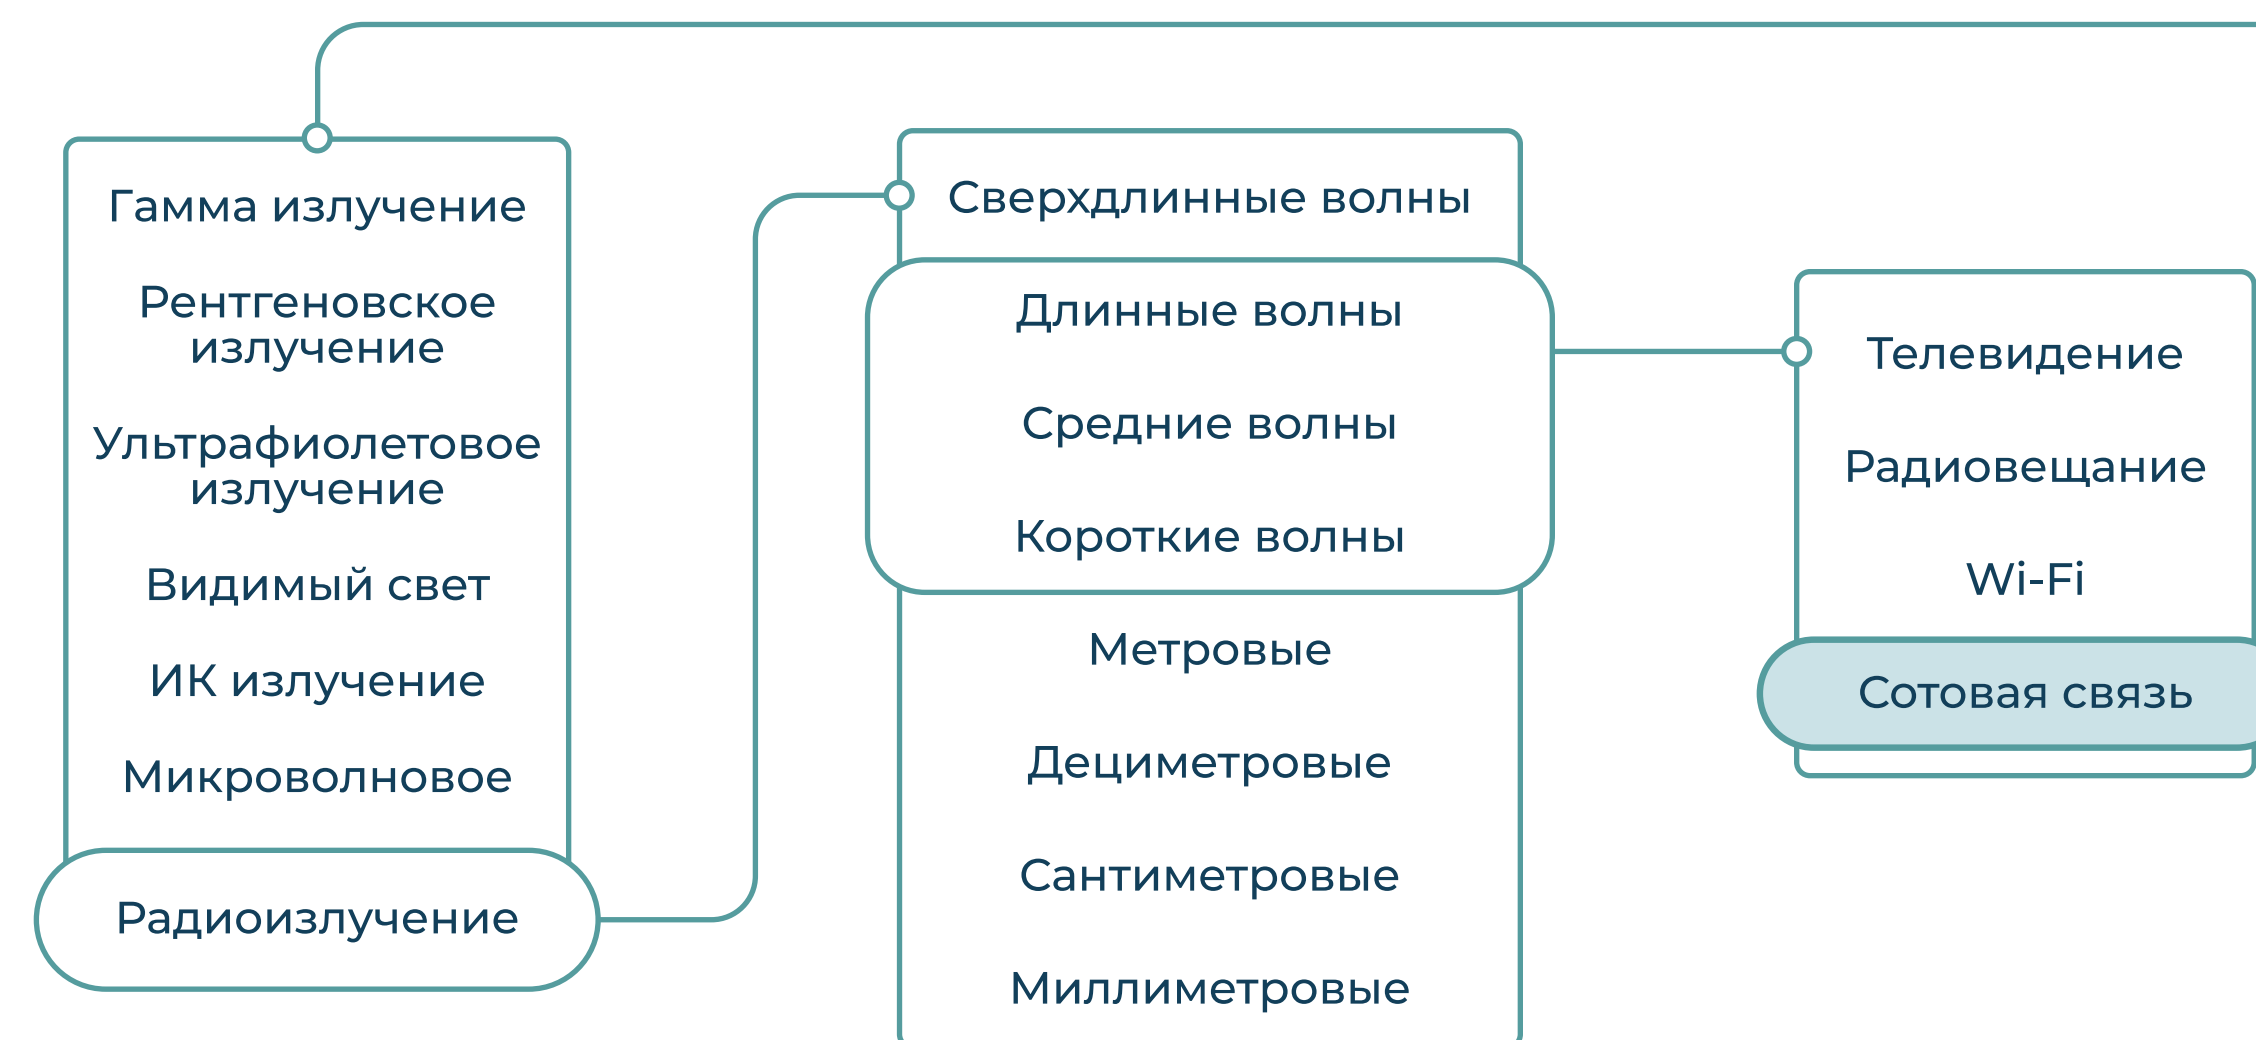 Гамма излучение
Рентгеновское
излучение
Ультрафиолетовое
излучение
Видимый свет
ИК излучение
Микроволновое
Радиоизлучение
Сверхдлинные волны
Длинные волны
Средние волны
Короткие волны
Метровые
Дециметровые
Сантиметровые
Миллиметровые
Телевидение
Радиовещание
Wi-Fi
Сотовая связь